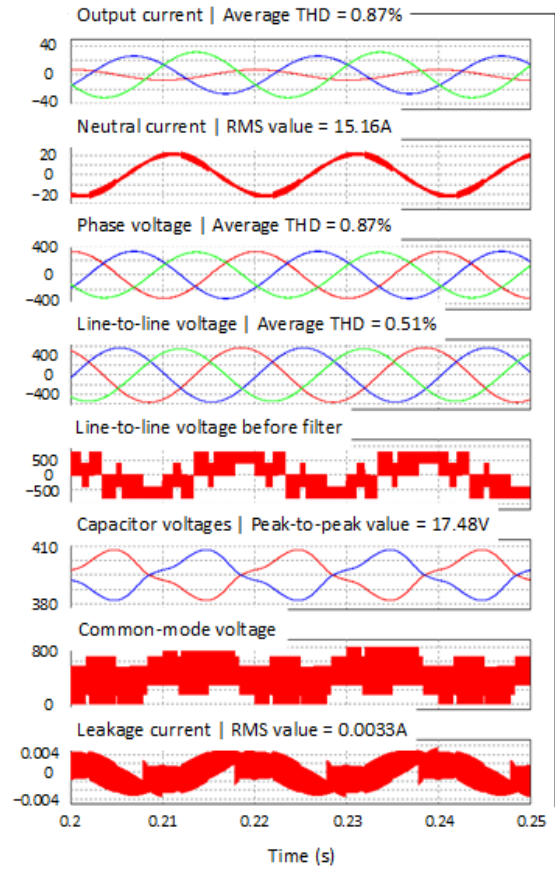 Output current | Average THD = 0.87%
40
0
−40
Neutral current | RMS value = 15.16A
20
0
−20
Phase voltage | Average THD = 0.87%
400
0
−400
Line-to-line voltage | Average THD = 0.51%
400
0
−400
Line-to-line voltage before filter
500
0
−500
Capacitor voltages | Peak-to-peak value = 17.48V
410
380
Common-mode voltage
800
0
Leakage current | RMS value = 0.0033A
0.004
0
−0.004
0.2 0.21 0.22 0.23 0.24 0.25
Time (s)